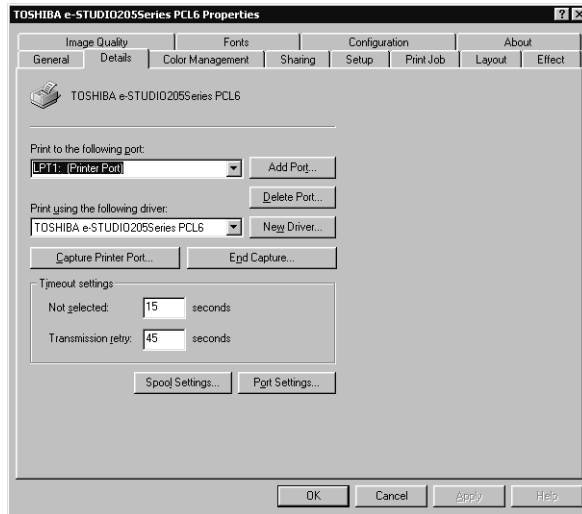 TOSHIBA e-STUDIO205Series PCL6 Properties
Image Quality Fonts Configuration About
General Details Color Management Sharing Setup Print Job Layout Effect
TOSHIBA e-STUDIO205Series PCL6
Print to the following port:
LPT1: (Printer Port) Add Port...
Delete Port...
Print using the following driver:
TOSHIBA e-STUDIO205Series PCL6 New Driver...
Capture Printer Port... End Capture...
Timeout settings
Not selected: 15 seconds
Transmission retry: 45 seconds
Spool Settings... Port Settings...
OK Cancel Apply Help